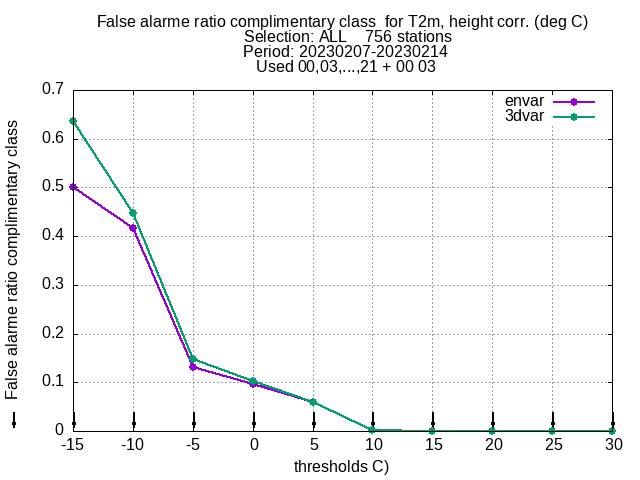 False alarme ratio complimentary class  for T2m, height corr. (deg C)
Selection: ALL    756 stations
Period: 20230207-20230214
Used 00,03,...,21 + 00 03
envar
3dvar
False alarme ratio complimentary class
0.7
0.6
0.5
0.4
0.3
0.2
0.1
0
-15 -10 -5 0 5 10 15 20 25 30
thresholds C)